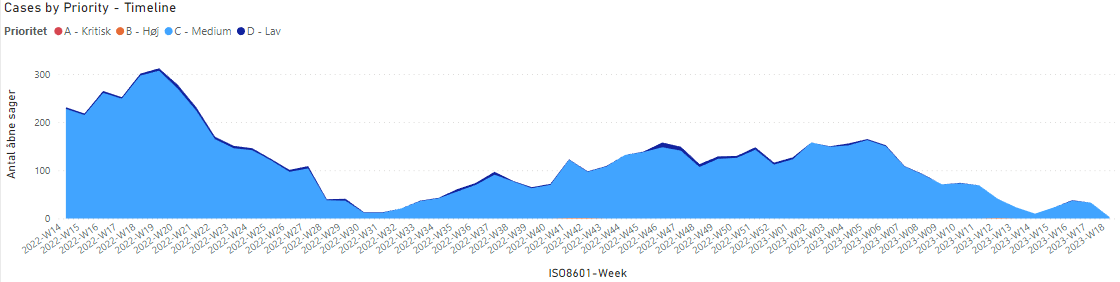 Cases by Priority - Timeline
Prioritet A - Kritisk B - Høj C - Medium D - Lav
Antal åbne sager
300
200
100
0
2022-W14
2022-W15
2022-W16
2022-W17
2022-W18
2022-W19
2022-W20
2022-W21
2022-W22
2022-W23
2022-W24
2022-W25
2022-W26
2022-W27
2022-W28
2022-W29
2022-W30
2022-W31
2022-W32
2022-W33
2022-W34
2022-W35
2022-W36
2022-W37
2022-W38
2022-W39
2022-W40
2022-W41
2022-W42
2022-W43
2022-W44
2022-W45
2022-W46
2022-W47
2022-W48
2022-W49
2022-W50
2022-W51
2022-W52
2023-W01
2023-W02
2023-W03
2023-W04
2023-W05
2023-W06
2023-W07
2023-W08
2023-W09
2023-W10
2023-W11
2023-W12
2023-W13
2023-W14
2023-W15
2023-W16
2023-W17
2023-W18
ISO8601-Week